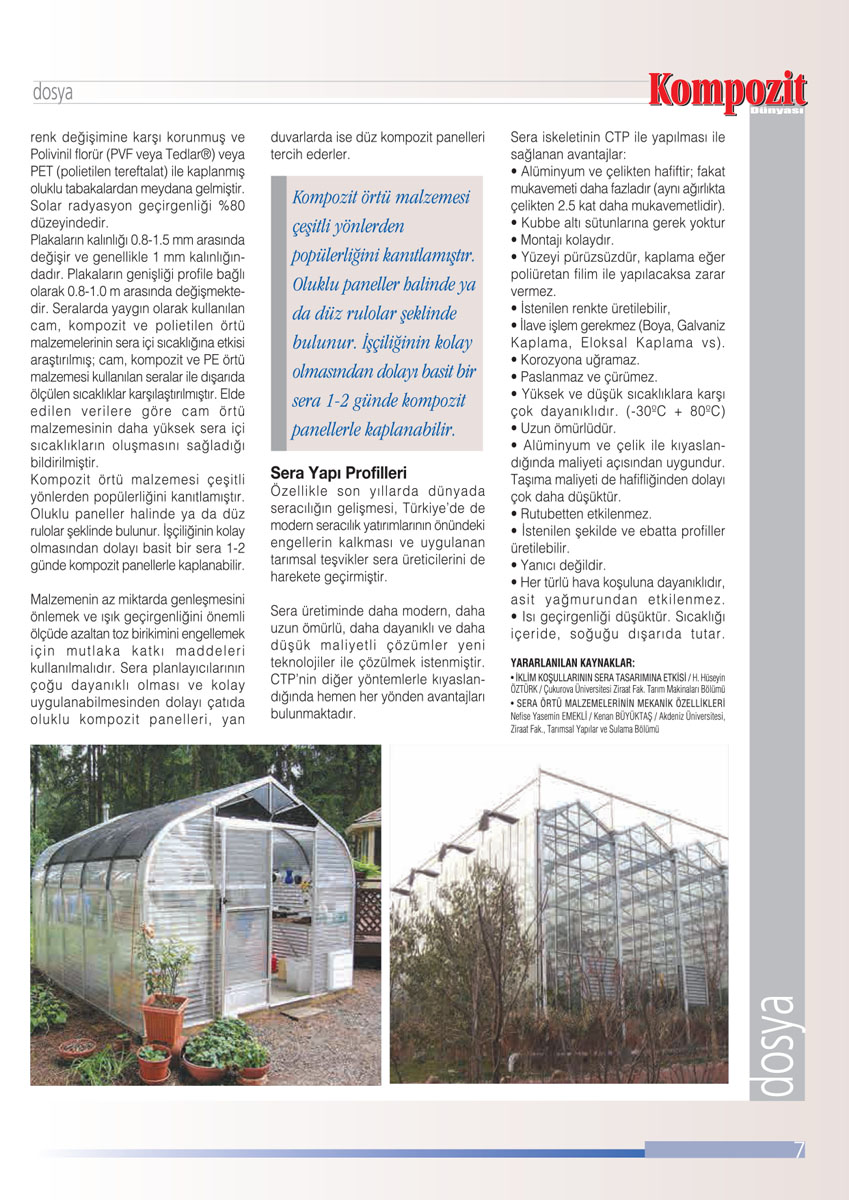 dosya
Kompozit
Dünyası
renk değişimine karşı korunmuş ve
Polivinil florür (PVF veya Tedlar®) veya
PET (polietilen tereftalat) ile kaplanmış
oluklu tabakalardan meydana gelmiştir.
Solar radyasyon geçirgenliği %80
düzeyindedir.
Plakaların kalınlığı 0.8-1.5 mm arasında
değişir ve genellikle 1 mm kalınlığın-
dadır. Plakaların genişliği profile bağlı
olarak 0.8-1.0 m arasında değişmekte-
dir. Seralarda yaygın olarak kullanılan
cam, kompozit ve polietilen örtü
malzemelerinin sera içi sıcaklığına etkisi
araştırılmış; cam, kompozit ve PE örtü
malzemesi kullanılan seralar ile dışarıda
ölçülen sıcaklıklar karşılaştırılmıştır. Elde
edilen verilere göre cam örtü
malzemesinin daha yüksek sera içi
sıcaklıkların oluşmasını sağladığı
bildirilmiştir.
Kompozit örtü malzemesi çeşitli
yönlerden popülerliğini kanıtlamıştır.
Oluklu paneller halinde ya da düz
rulolar şeklinde bulunur. İşçiliğinin kolay
olmasından dolayı basit bir sera 1-2
günde kompozit panellerle kaplanabilir.
Malzemenin az miktarda genleşmesini
önlemek ve ışık geçirgenliğini önemli
ölçüde azaltan toz birikimini engellemek
için mutlaka katkı maddeleri
kullanılmalıdır. Sera planlayıcılarının
çoğu dayanıklı olması ve kolay
uygulanabilmesinden dolayı çatıda
oluklu kompozit panelleri, yan
duvarlarda ise düz kompozit panelleri
tercih ederler.
Kompozit örtü malzemesi
çeşitli yönlerden
popülerliğini kanıtlamıştır.
Oluklu paneller halinde ya
da düz rulolar şeklinde
bulunur. İşçiliğinin kolay
olmasından dolayı basit bir
sera 1-2 günde kompozit
panellerle kaplanabilir.
Sera Yapı Profilleri
Özellikle son yıllarda dünyada
seracılığın gelişmesi, Türkiye'de de
modern seracılık yatırımlarının önündeki
engellerin kalkması ve uygulanan
tarımsal teşvikler sera üreticilerini de
harekete geçirmiştir.
Sera üretiminde daha modern, daha
uzun ömürlü, daha dayanıklı ve daha
düşük maliyetli çözümler yeni
teknolojiler ile çözülmek istenmiştir.
CTP'nin diğer yöntemlerle kıyaslan-
dığında hemen her yönden avantajları
bulunmaktadır.
Sera iskeletinin CTP ile yapılması ile
sağlanan avantajlar:
• Alüminyum ve çelikten hafiftir; fakat
mukavemeti daha fazladır (aynı ağırlıkta
çelikten 2.5 kat daha mukavemetlidir).
• Kubbe altı sütunlarına gerek yoktur
• Montajı kolaydır.
• Yüzeyi pürüzsüzdür, kaplama eğer
poliüretan filim ile yapılacaksa zarar
vermez.
• İstenilen renkte üretilebilir,
• İlave işlem gerekmez (Boya, Galvaniz
Kaplama, Eloksal Kaplama vs).
• Korozyona uğramaz.
• Paslanmaz ve çürümez.
• Yüksek ve düşük sıcaklıklara karşı
çok dayanıklıdır. (-30ºC + 80ºC)
• Uzun ömürlüdür.
• Alüminyum ve çelik ile kıyaslan-
dığında maliyeti açısından uygundur.
Taşıma maliyeti de hafifliğinden dolayı
çok daha düşüktür.
• Rutubetten etkilenmez.
• İstenilen şekilde ve ebatta profiller
üretilebilir.
• Yanıcı değildir.
• Her türlü hava koşuluna dayanıklıdır,
asit yağmurundan etkilenmez.
• Isı geçirgenliği düşüktür. Sıcaklığı
içeride, soğuğu dışarıda tutar.
YARARLANILAN KAYNAKLAR:
• İKLİM KOŞULLARININ SERA TASARIMINA ETKİSİ / H. Hüseyin
ÖZTÜRK / Çukurova Üniversitesi Ziraat Fak. Tarım Makinaları Bölümü
• SERA ÖRTÜ MALZEMELERİNİN MEKANİK ÖZELLİKLERİ
Nefise Yasemin EMEKLİ / Kenan BÜYÜKTAŞ / Akdeniz Üniversitesi,
Ziraat Fak., Tarımsal Yapılar ve Sulama Bölümü
dosya
7